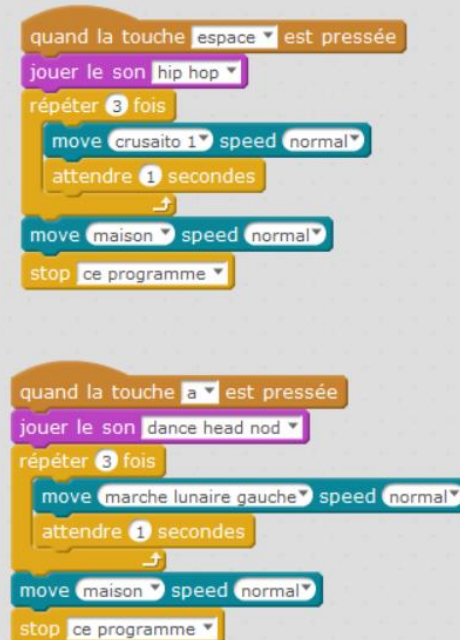 quand la touche espace est pressée
jouer le son hip hop
répéter 3 fois
move crusaito 1 speed normal
attendre 1 secondes
move maison speed normal
stop ce programme
quand la touche a est pressée
jouer le son dance head nod
répéter 3 fois
move marche lunaire gauche speed normal
attendre 1 secondes
move maison speed normal
stop ce programme